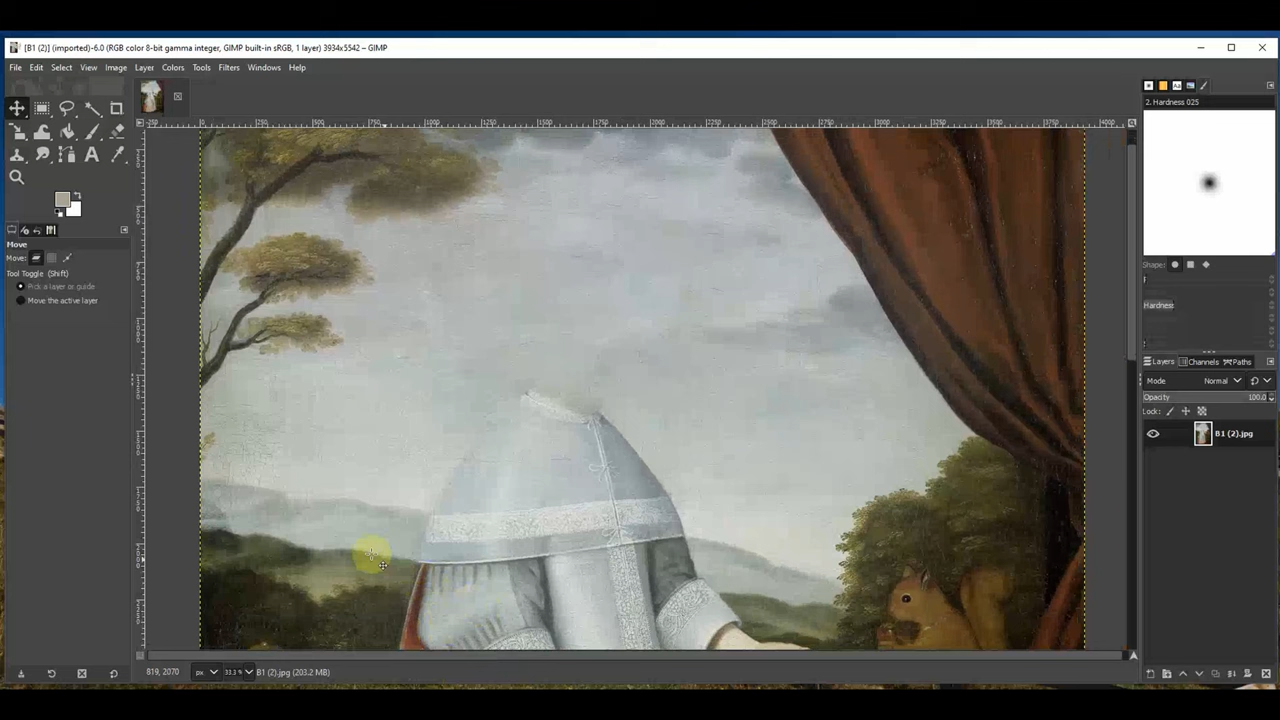 [B1 (2)] (imported)-6.0 (RGB color 8-bit gamma integer, GIMP built-in sRGB, 1 layer) 3934x5542 – GIMP
File Edit Select View Image Layer Colors Tools Filters Windows Help
2. Hardness 025
Move
Move:
Tool Toggle (Shift)
Pick a layer or guide
Move the active layer
Shape:
Hardness
Layers Channels Paths
Mode Normal
Opacity 100.0
Lock:
B1 (2).jpg
819, 2070 px 33.3 % B1 (2).jpg (203.2 MB)